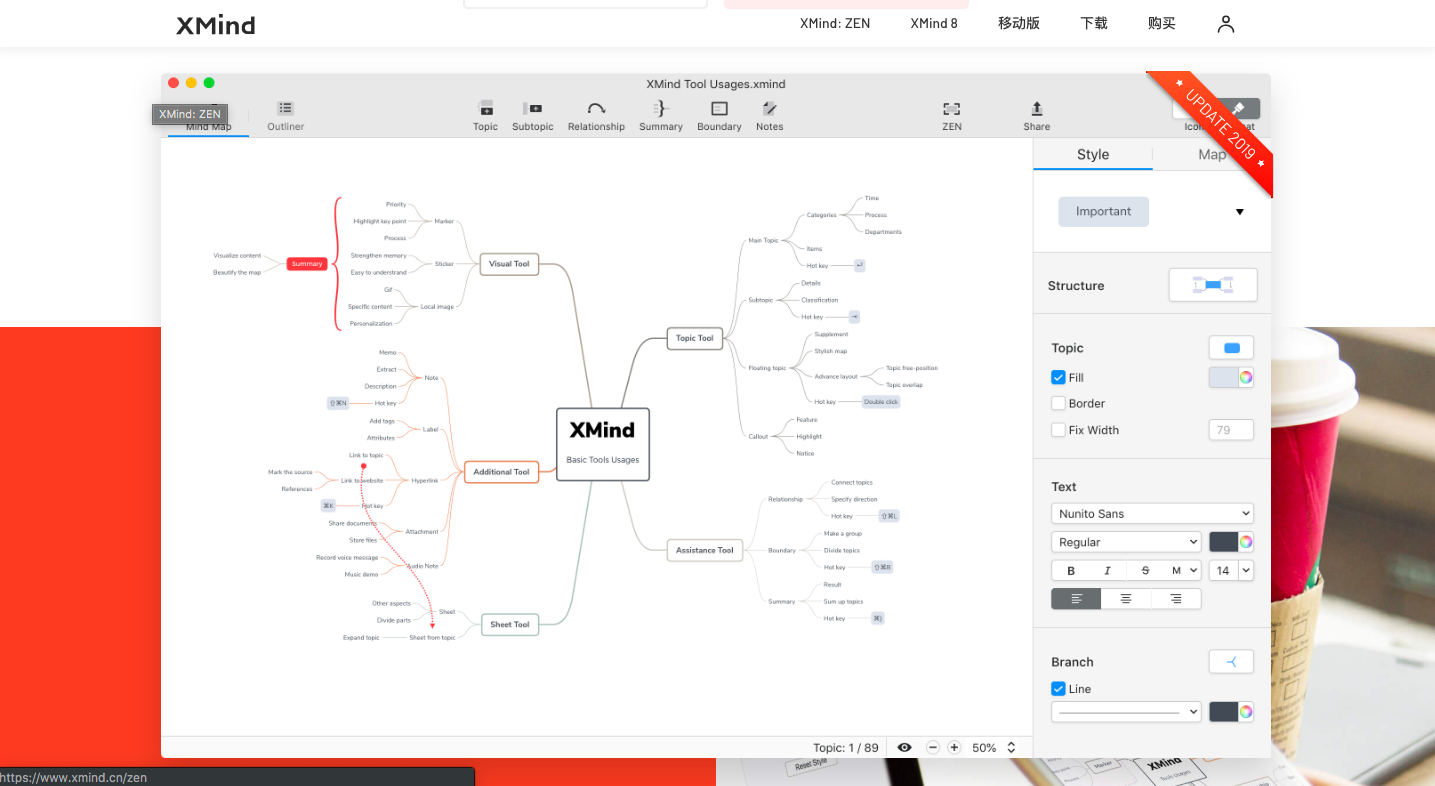 XMind
XMind: ZEN
XMind 8
移动版
下载
购买
XMind Tool Usages.xmind
XMind: ZEN
Mind Map
Outliner
Topic
Subtopic
Relationship
Summary
Boundary
Notes
ZEN
Share
UPDATE 2019
Style
Map
Important
Structure
Topic
Fill
Border
Fix Width
79
Text
Nunito Sans
Regular
B I S M
14
Branch
Line
Visualize content
Beautify the map
Summary
Priority
Highlight key point
Process
Marker
Strengthen memory
Easy to understrand
Sticker
Gif
Specific content
Personalization
Local image
Visual Tool
Memo
Extract
Description
⇧⌘N
Hot key
Note
Add tags
Attributes
Label
Link to topic
Mark the source
References
Link to website
⌘K
Hot key
Hyperlink
Share documents
Store files
Attachment
Record voice message
Music demo
Audio Note
Additional Tool
Other aspects
Divide parts
Sheet
Expand topic
Sheet from topic
Sheet Tool
XMind
Basic Tools Usages
Topic Tool
Main Topic
Categories
Time
Process
Departments
Items
Hot key
Subtopic
Details
Classification
Hot key
Floating topic
Supplement
Stylish map
Advance layout
Topic free-position
Topic overlap
Hot key
Double click
Callout
Feature
Highlight
Notice
Assistance Tool
Relationship
Connect topics
Specify direction
Hot key
⇧⌘L
Boundary
Make a group
Divide topics
Hot key
⇧⌘B
Summary
Result
Sum up topics
Hot key
⌘]
Topic: 1 / 89
50%
https://www.xmind.cn/zen
Reset Style
Marker
XMind
Tools Usages